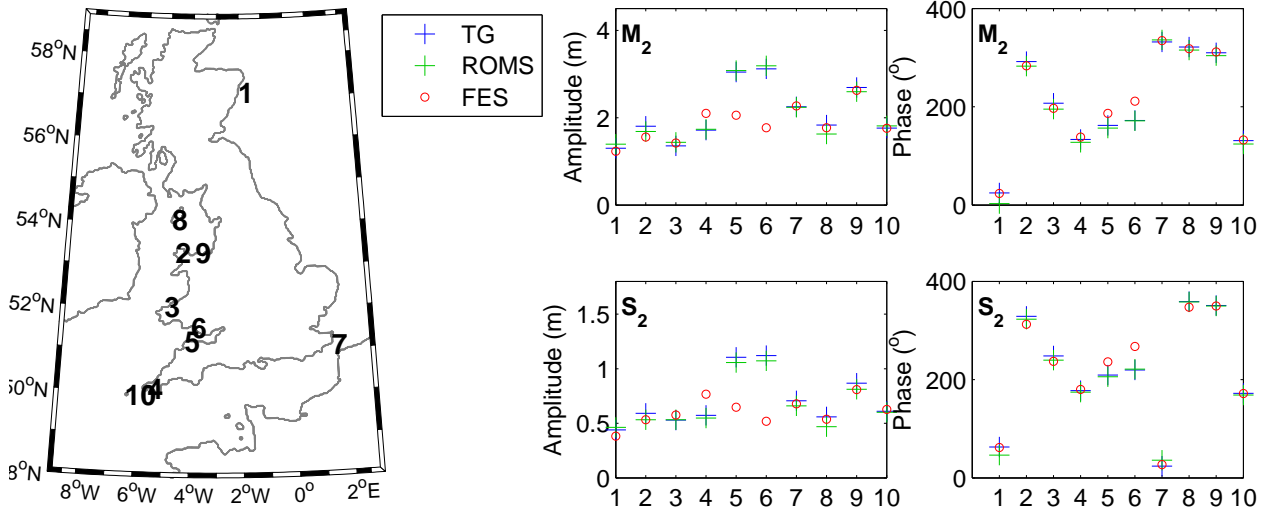 58°N
56°N
54°N
52°N
50°N
8°N
8°W
6°W
4°W
2°W
0°
2°E
1
8
2
9
3
6
5
7
10
4
TG
ROMS
FES
M2
Amplitude (m)
4
2
0
1 2 3 4 5 6 7 8 9 10
M2
Phase (°)
400
200
0
1 2 3 4 5 6 7 8 9 10
S2
Amplitude (m)
1.5
1
0.5
0
1 2 3 4 5 6 7 8 9 10
S2
Phase (°)
400
200
0
1 2 3 4 5 6 7 8 9 10